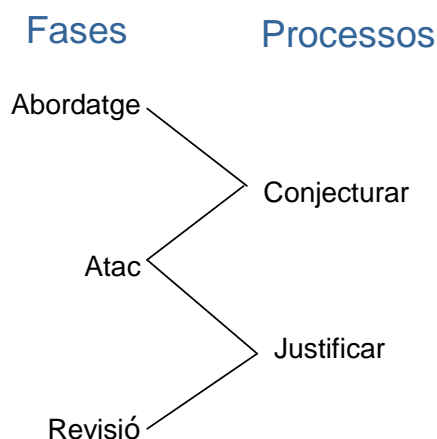 Fases
Processos
Abordatge
Conjecturar
Atac
Justificar
Revisió